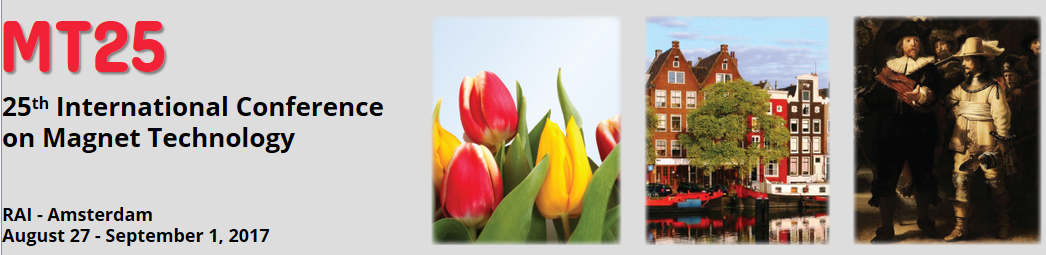 MT25
25th International Conference
on Magnet Technology
RAI - Amsterdam
August 27 - September 1, 2017